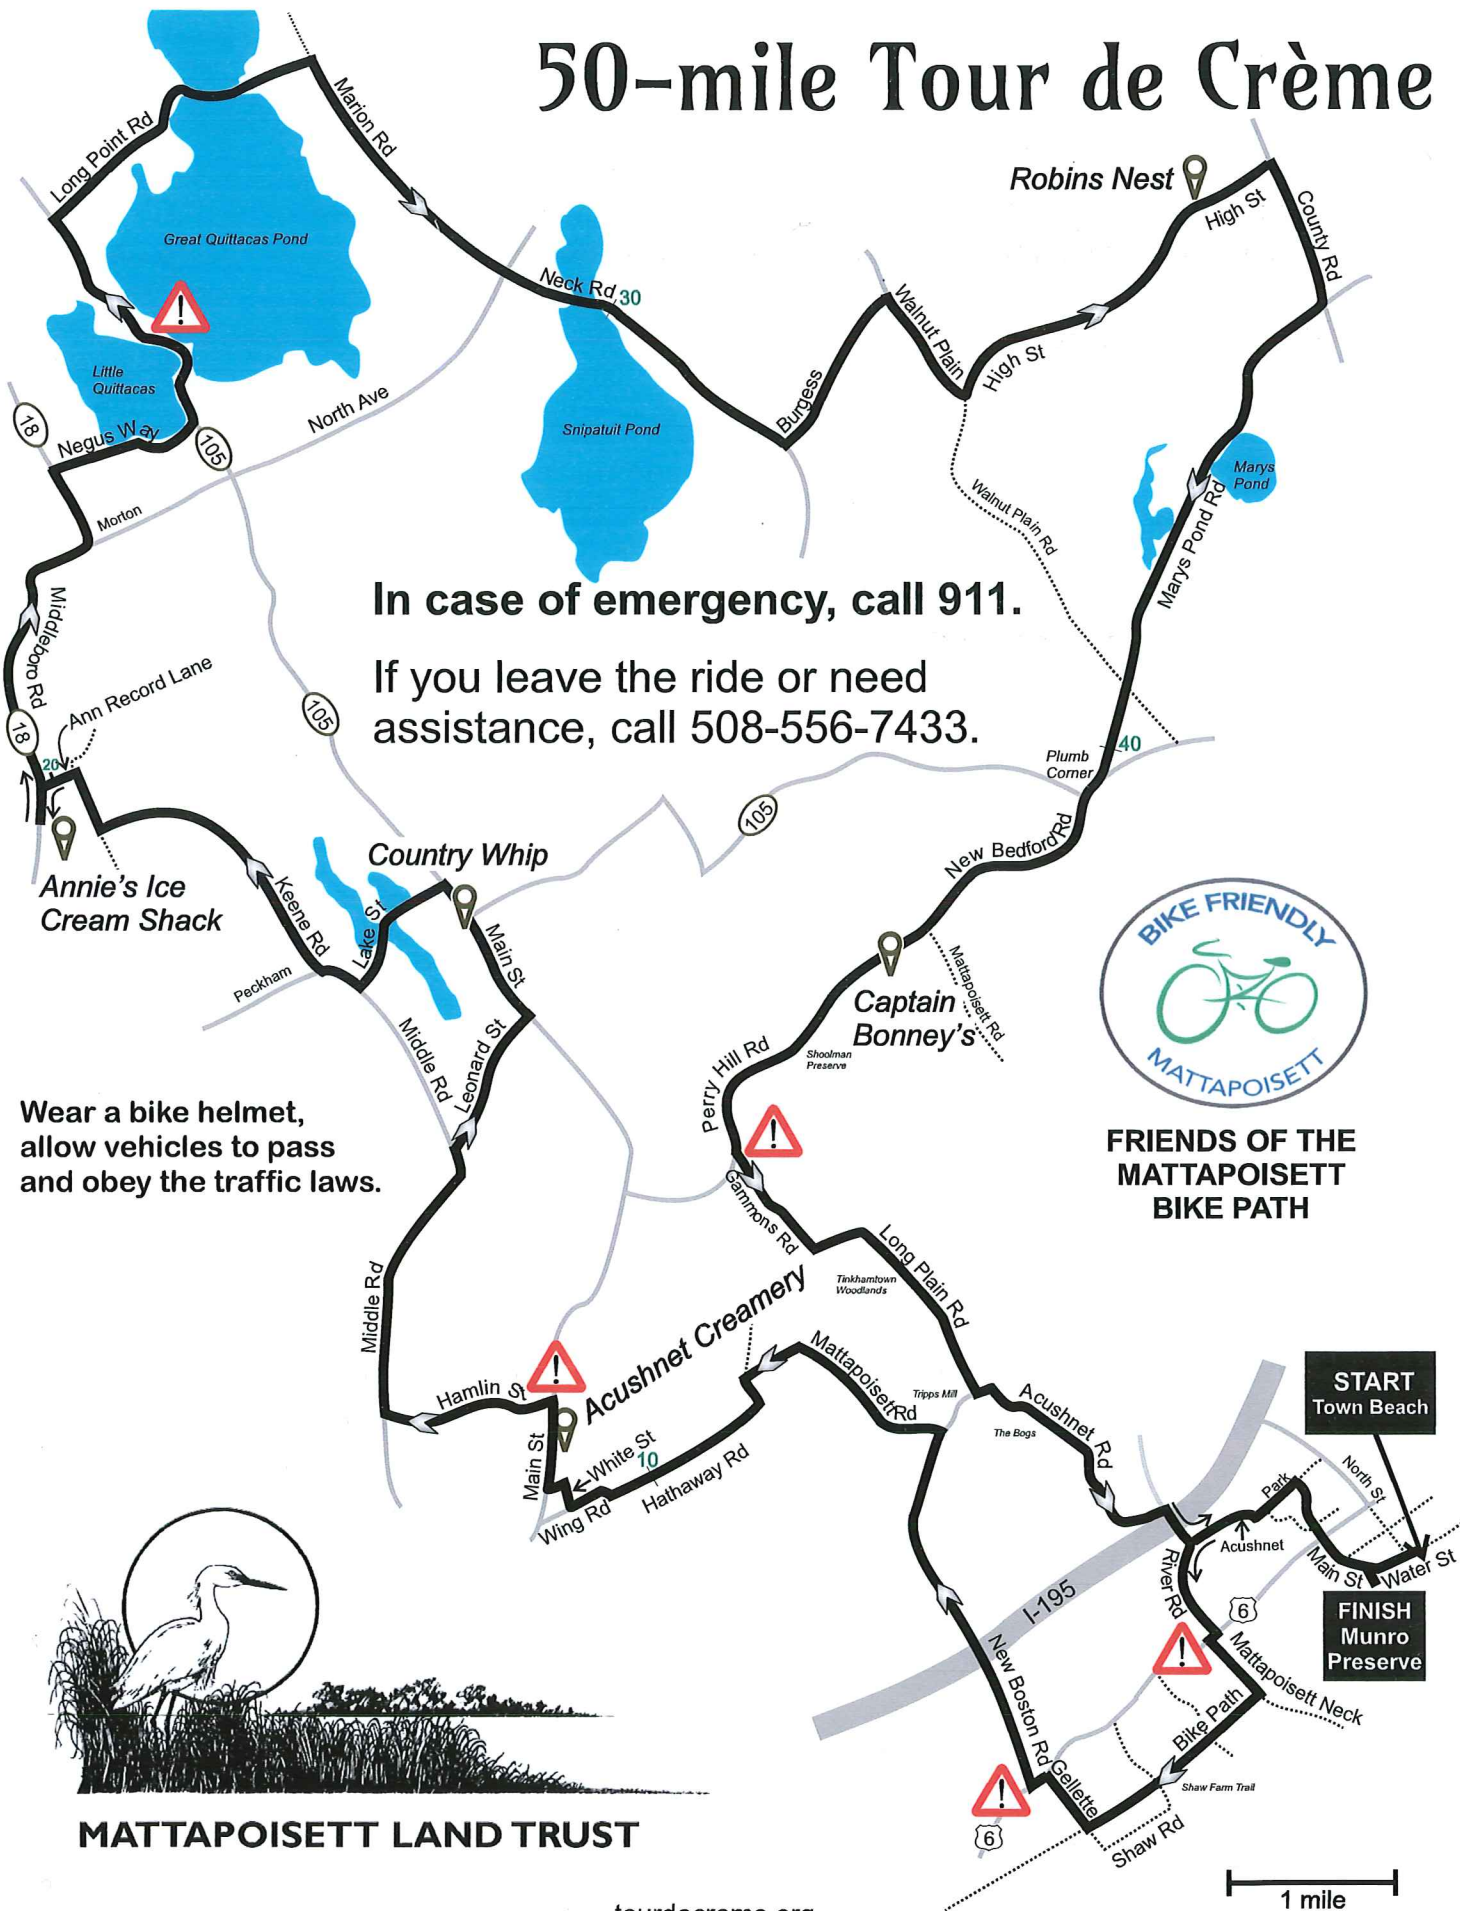 50-mile Tour de Crème
Robins Nest
High St
County Rd
Marion Rd
Long Point Rd
Great Quittacas Pond
!
Little
Quittacas
18
Negus Way
105
North Ave
Morton
Neck Rd
30
Snipatuit Pond
Burgess
Walnut Plain
High St
Walnut Plain Rd
Marys
Pond
Marys Pond Rd
In case of emergency, call 911.
If you leave the ride or need
assistance, call 508-556-7433.
Middleboro Rd
Ann Record Lane
18
20
105
Annie's Ice
Cream Shack
Country Whip
105
Plumb
Corner
40
New Bedford Rd
Keene Rd
Lake St
Main St
Peckham
Middle Rd
Leonard St
Captain
Bonney's
Mattapoisett Rd
Shoolman
Preserve
Perry Hill Rd
!
Gammons Rd
BIKE FRIENDLY
MATTAPOISETT
FRIENDS OF THE
MATTAPOISETT
BIKE PATH
Wear a bike helmet,
allow vehicles to pass
and obey the traffic laws.
Middle Rd
Long Plain Rd
Tinkhamtown
Woodlands
Acushnet Creamery
!
Hamlin St
Main St
White St
10
Hathaway Rd
Wing Rd
Mattapoisett Rd
Tripps Mill
The Bogs
Acushnet Rd
START
Town Beach
North St
Park
Acushnet
Main St
Water St
FINISH
Munro
Preserve
River Rd
6
!
I-195
Mattapoisett Neck
New Boston Rd
Bike Path
Gellette
!
6
Shaw Farm Trail
Shaw Rd
1 mile
MATTAPOISETT LAND TRUST
tourdecreme.org